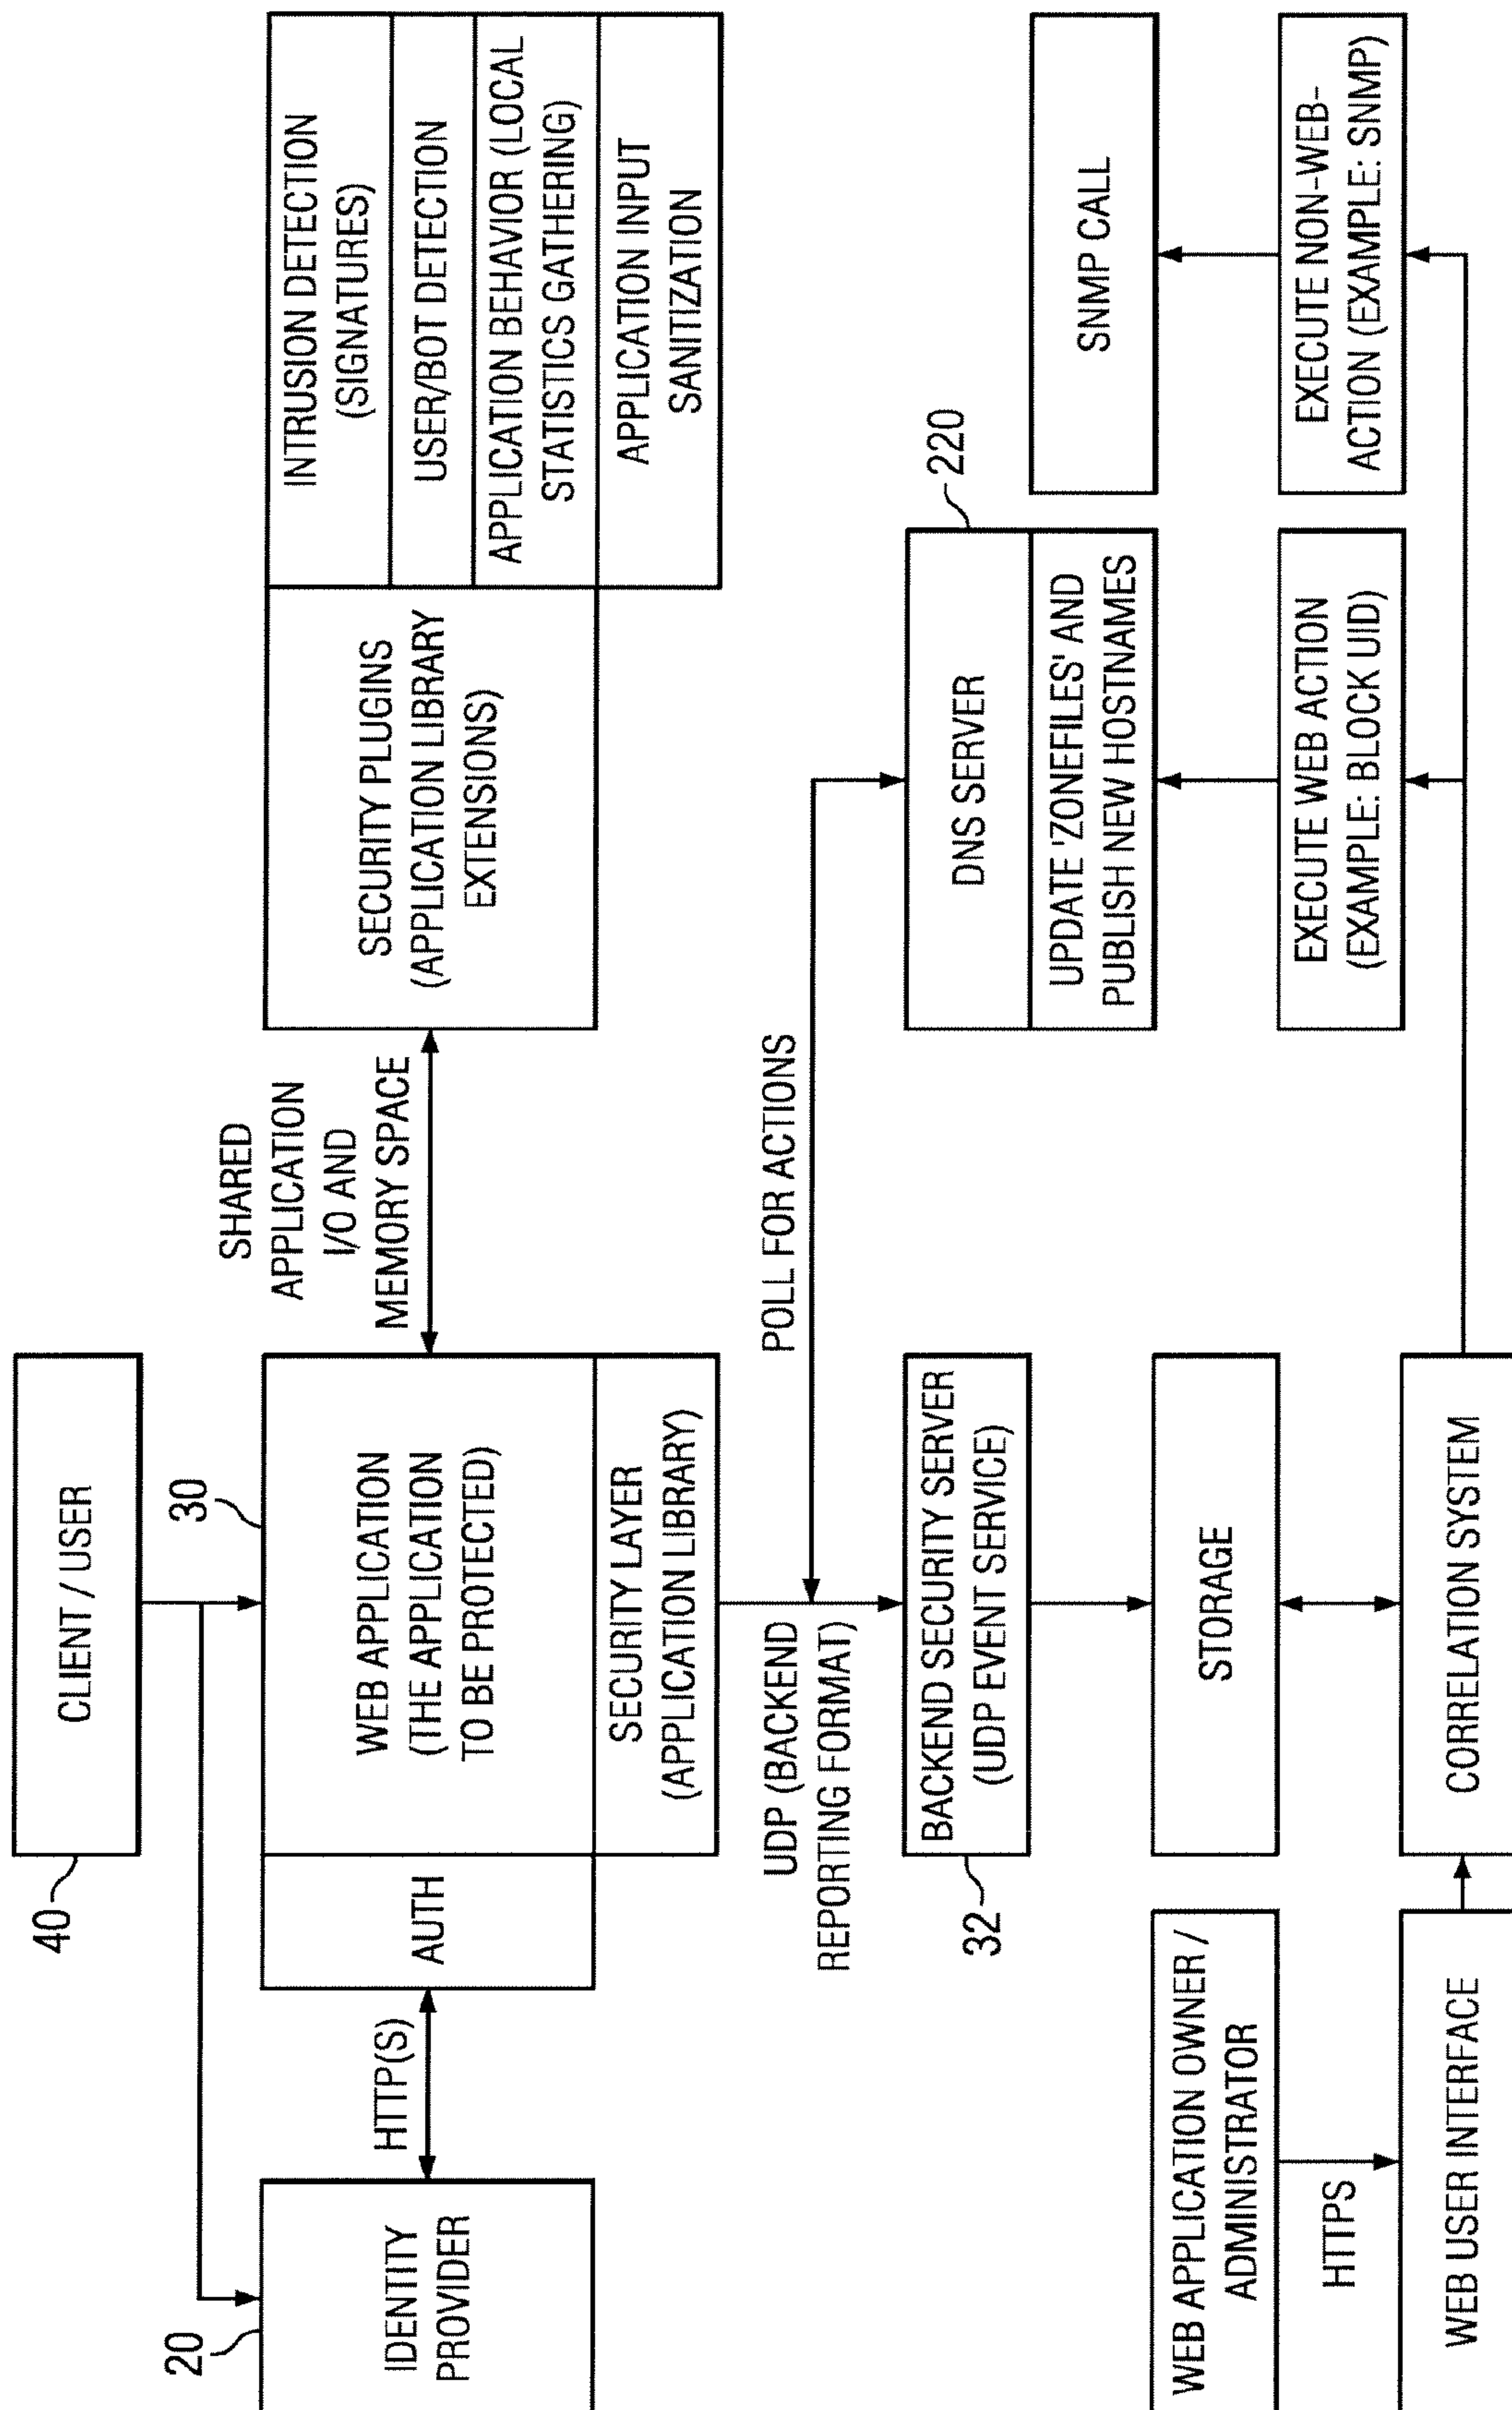 40
CLIENT / USER
20
IDENTITY
PROVIDER
HTTP(S)
AUTH
30
WEB APPLICATION
(THE APPLICATION
TO BE PROTECTED)
SECURITY LAYER
(APPLICATION LIBRARY)
SHARED
APPLICATION
I/O AND
MEMORY SPACE
SECURITY PLUGINS
(APPLICATION LIBRARY
EXTENSIONS)
INTRUSION DETECTION
(SIGNATURES)
USER/BOT DETECTION
APPLICATION BEHAVIOR (LOCAL
STATISTICS GATHERING)
APPLICATION INPUT
SANITIZATION
UDP (BACKEND
REPORTING FORMAT)
POLL FOR ACTIONS
32
BACKEND SECURITY SERVER
(UDP EVENT SERVICE)
220
DNS SERVER
UPDATE 'ZONEFILES' AND
PUBLISH NEW HOSTNAMES
SNMP CALL
WEB APPLICATION OWNER /
ADMINISTRATOR
STORAGE
EXECUTE WEB ACTION
(EXAMPLE: BLOCK UID)
EXECUTE NON-WEB-
ACTION (EXAMPLE: SNMP)
HTTPS
WEB USER INTERFACE
CORRELATION SYSTEM